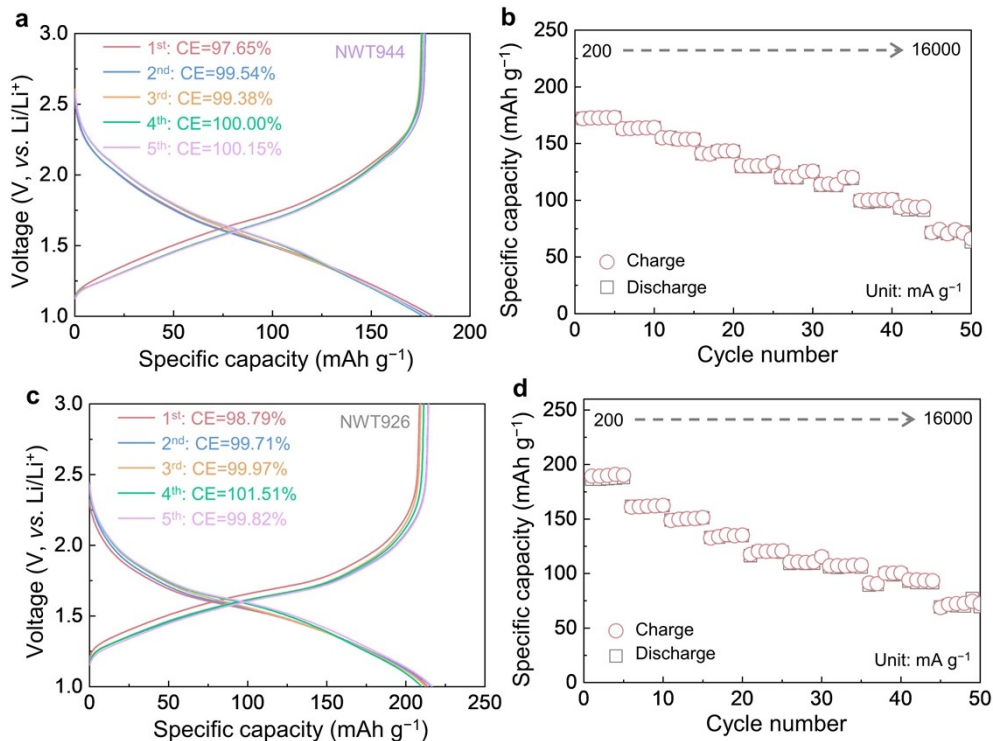 a
3.0
2.5
2.0
1.5
1.0
Voltage (V, vs. Li/Li⁺)
1ˢᵗ: CE=97.65%
2ⁿᵈ: CE=99.54%
3ʳᵈ: CE=99.38%
4ᵗʰ: CE=100.00%
5ᵗʰ: CE=100.15%
NWT944
0 50 100 150 200
Specific capacity (mAh g⁻¹)
b
250
200
150
100
50
0
Specific capacity (mAh g⁻¹)
200
16000
Charge
Discharge
Unit: mA g⁻¹
0 10 20 30 40 50
Cycle number
c
3.0
2.5
2.0
1.5
1.0
Voltage (V, vs. Li/Li⁺)
1ˢᵗ: CE=98.79%
2ⁿᵈ: CE=99.71%
3ʳᵈ: CE=99.97%
4ᵗʰ: CE=101.51%
5ᵗʰ: CE=99.82%
NWT926
0 50 100 150 200 250
Specific capacity (mAh g⁻¹)
d
250
200
150
100
50
0
Specific capacity (mAh g⁻¹)
200
16000
Charge
Discharge
Unit: mA g⁻¹
0 10 20 30 40 50
Cycle number